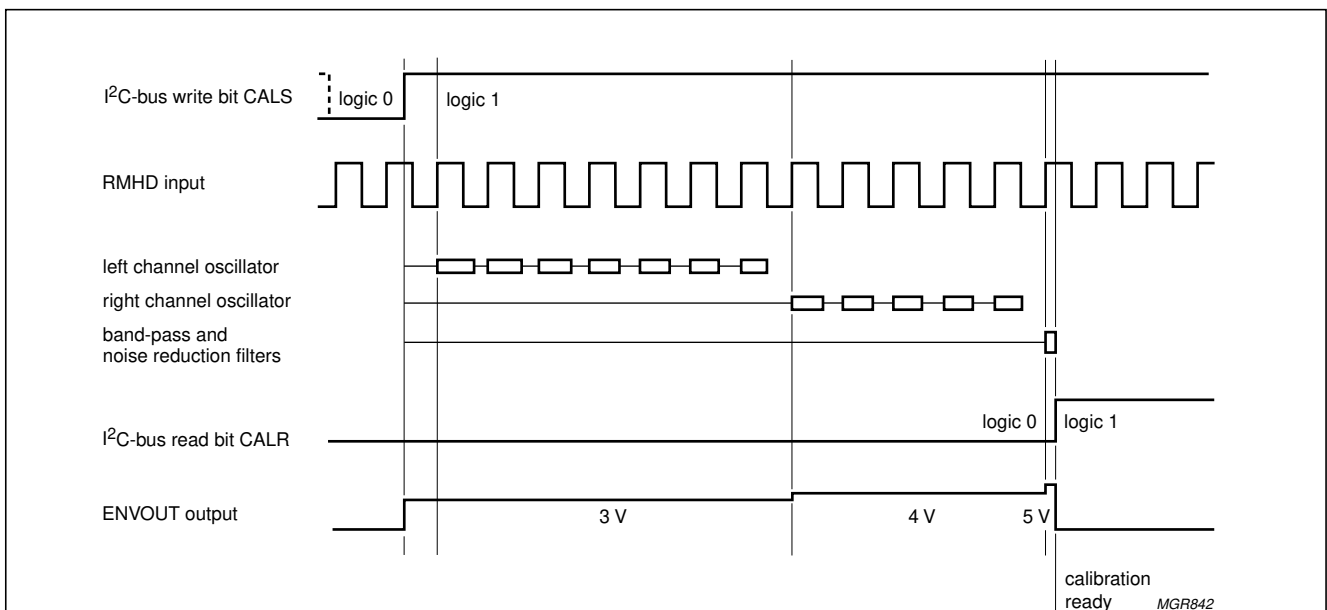 I²C-bus write bit CALS
logic 0
logic 1
RMHD input
left channel oscillator
right channel oscillator
band-pass and
noise reduction filters
I²C-bus read bit CALR
logic 0
logic 1
ENVOUT output
3 V
4 V
5 V
calibration
ready
MGR842